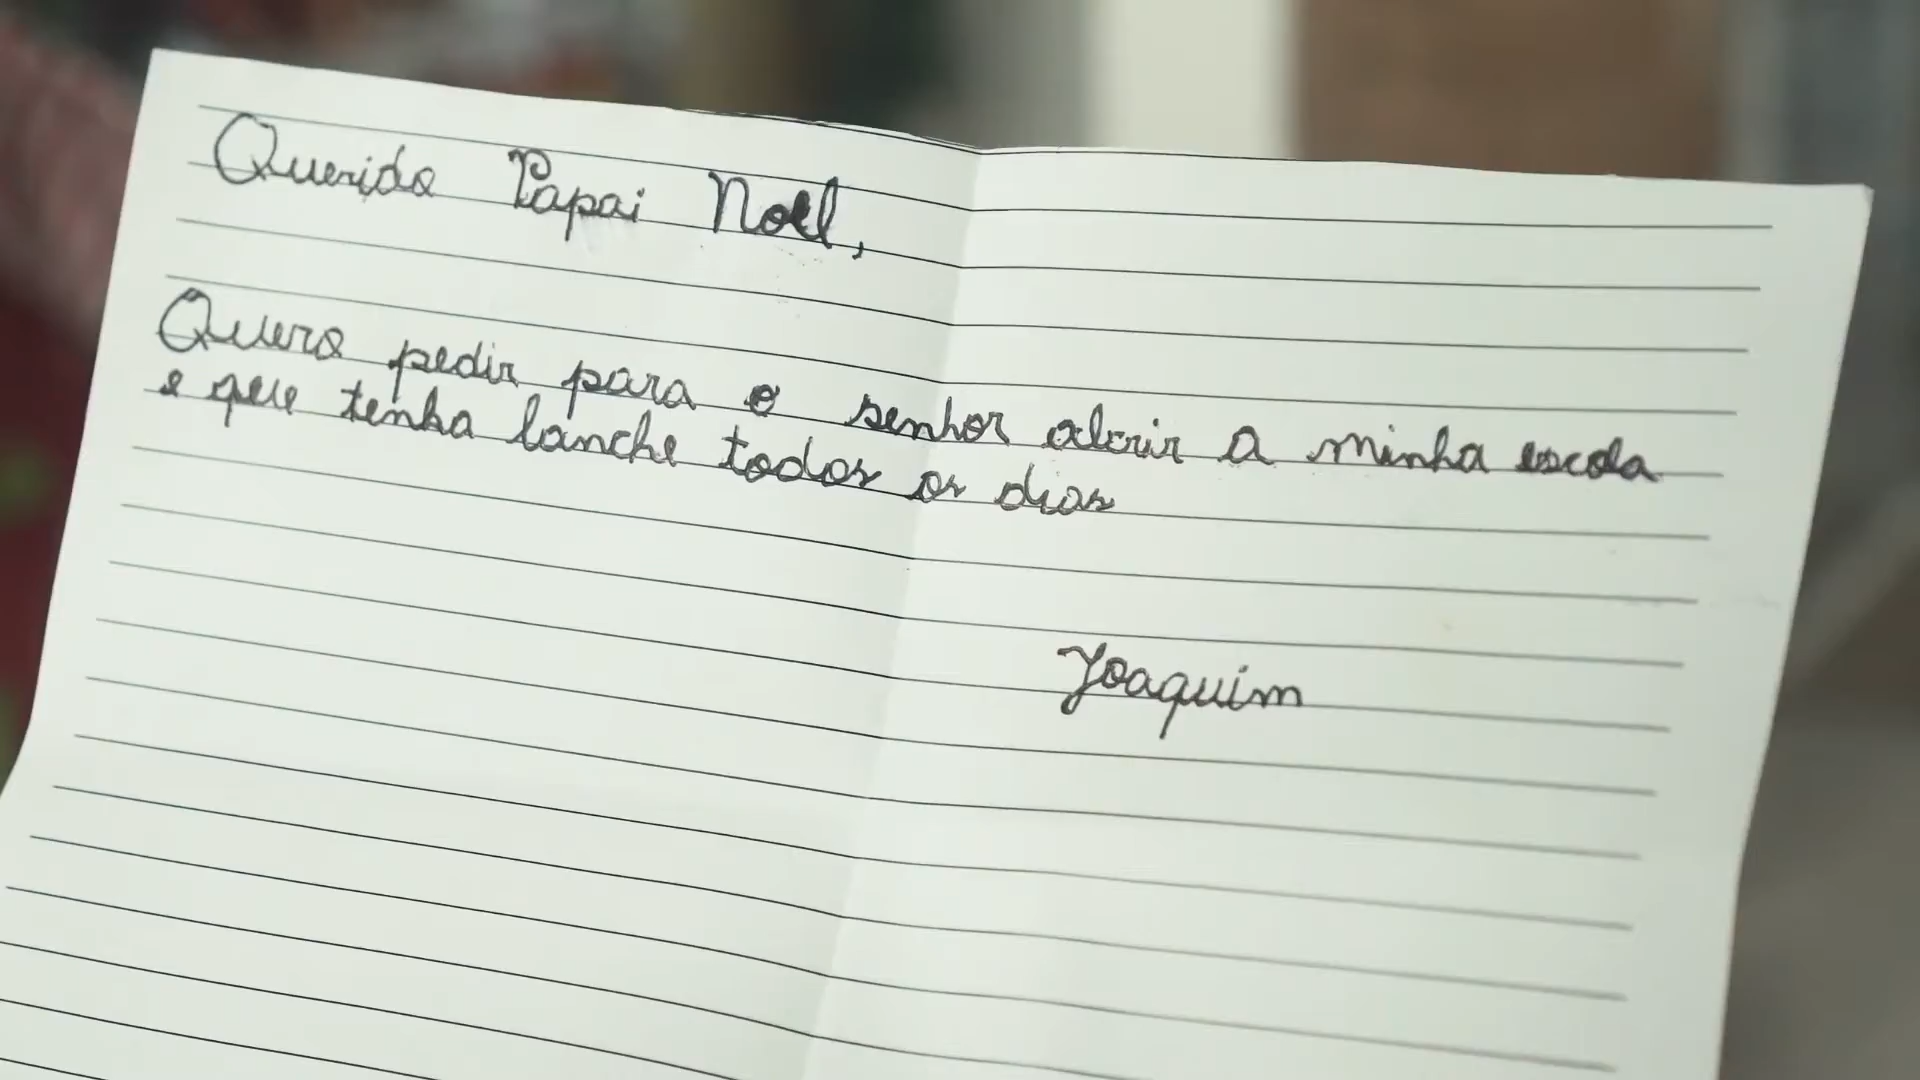 Querido Papai Noel,
Quero pedir para o senhor abrir a minha escola
e que tenha lanche todos os dias
Joaquim